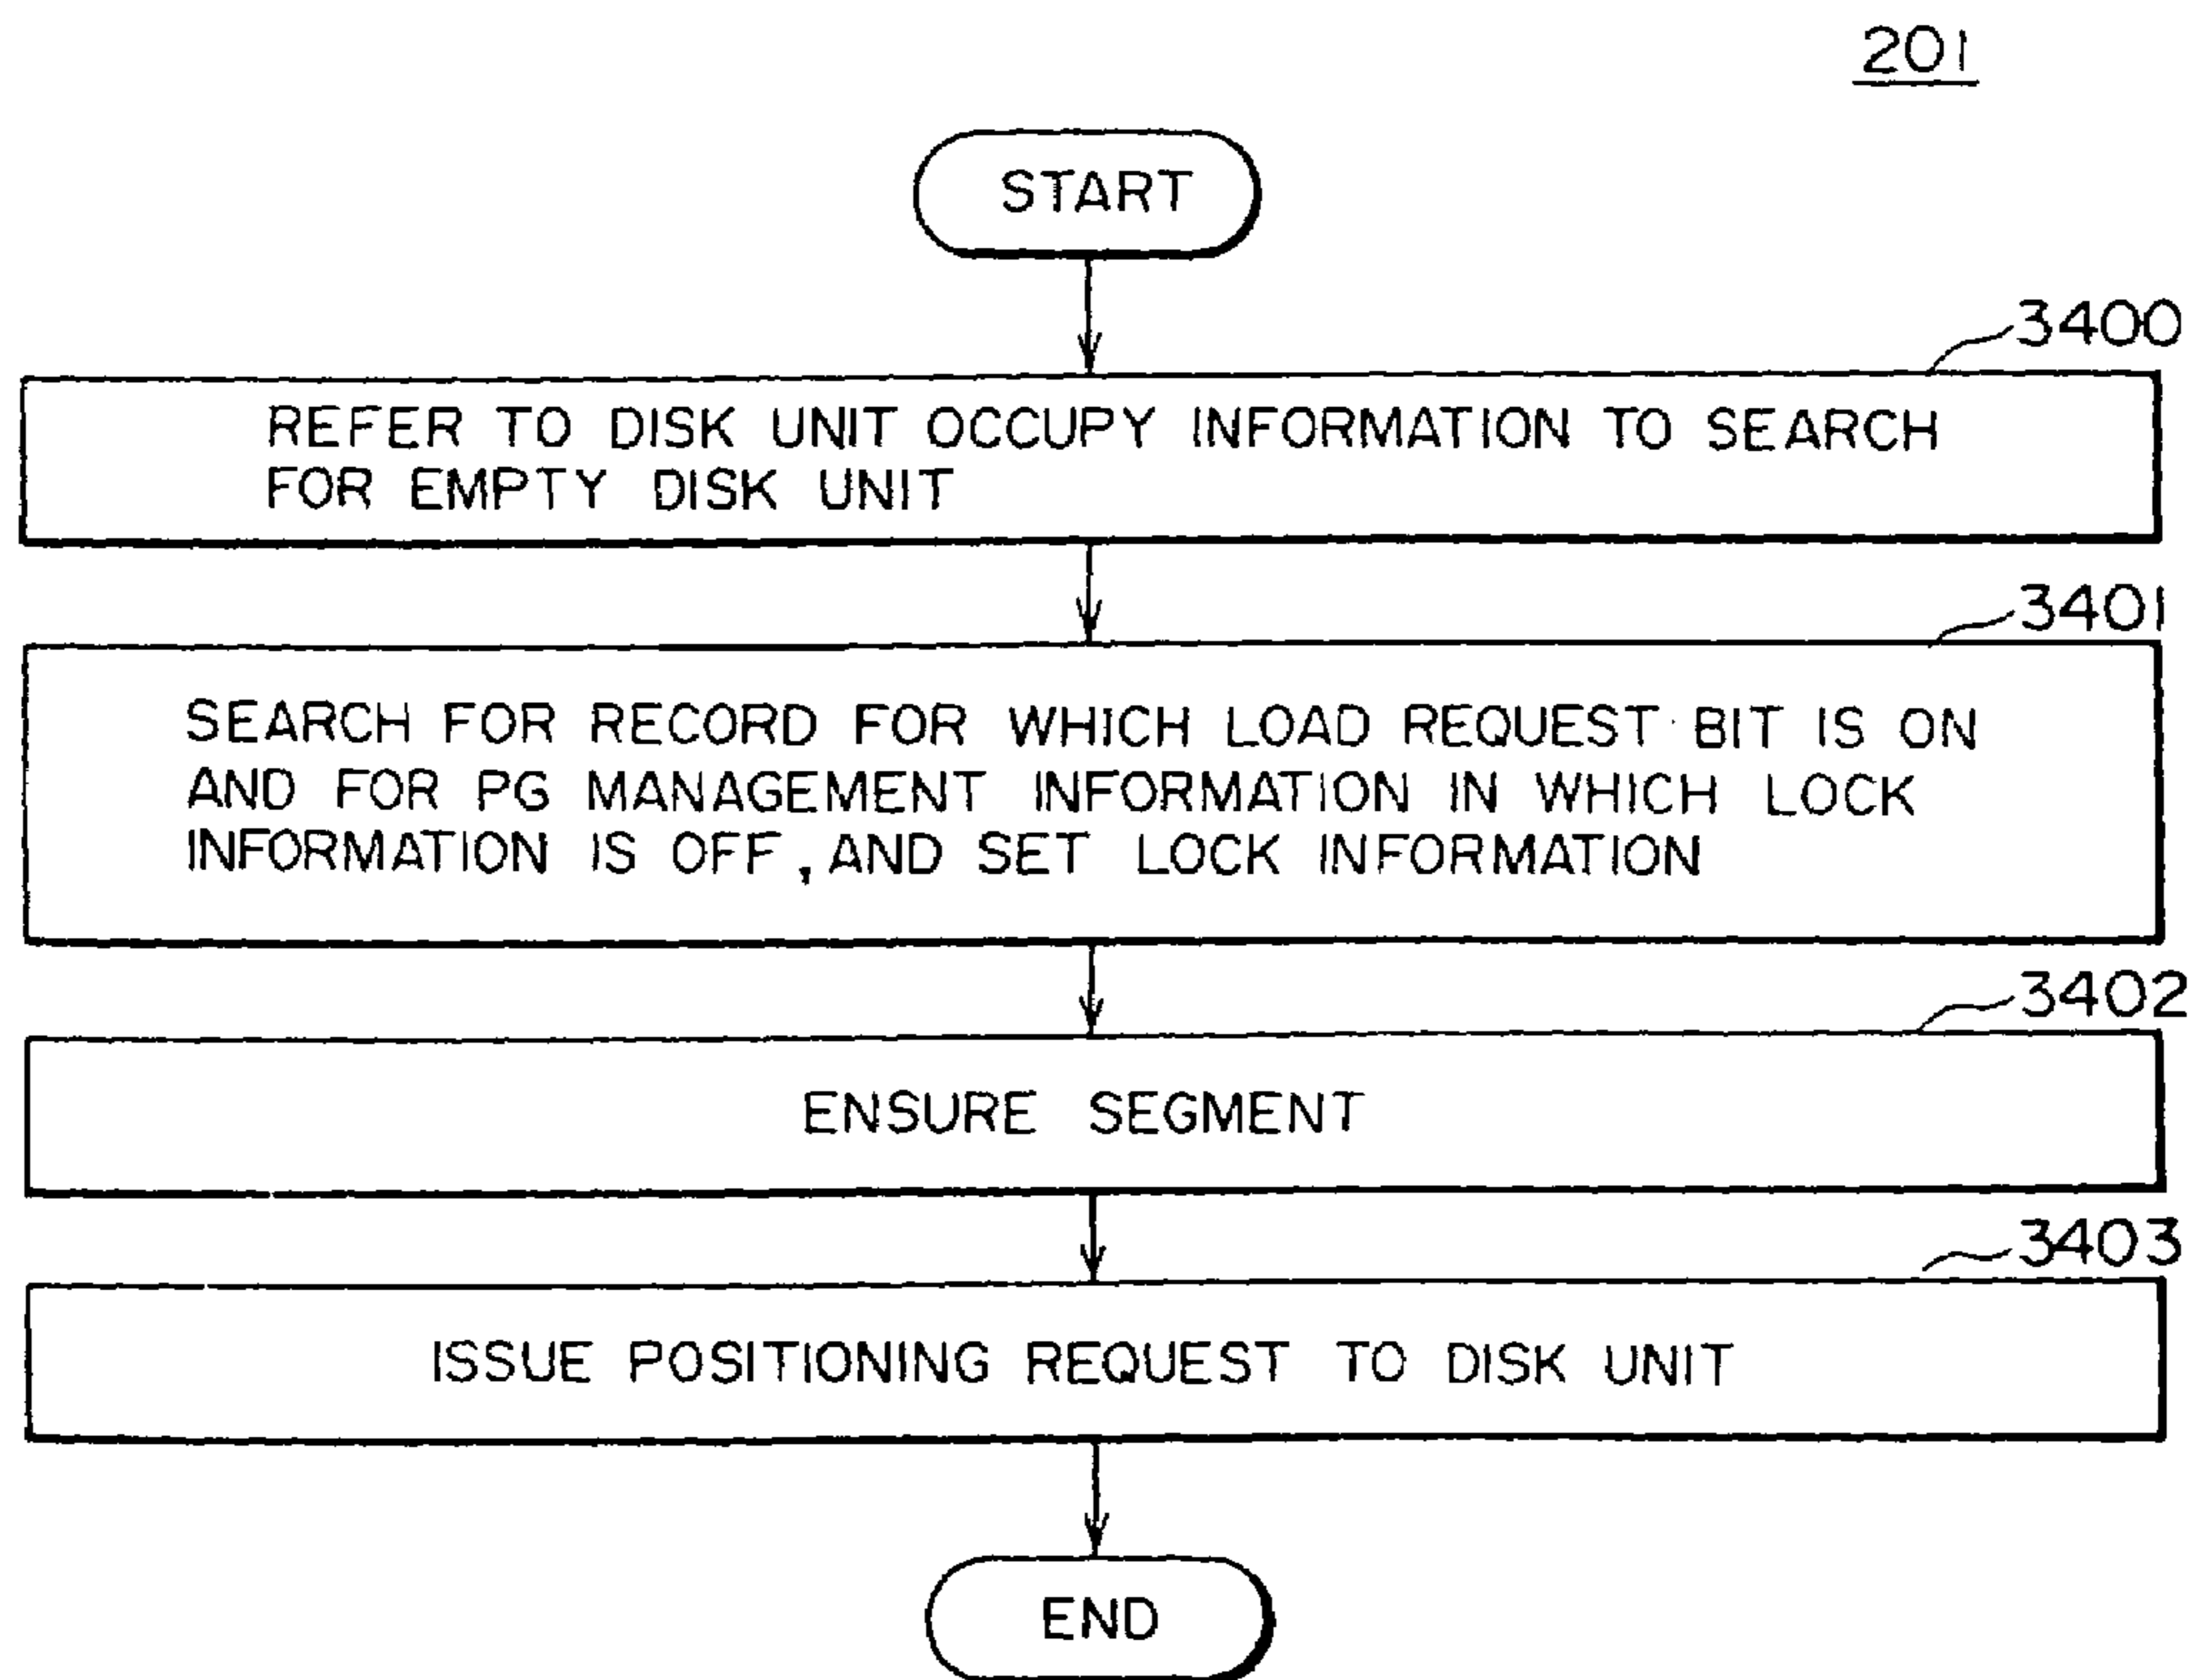 201
START
3400
REFER TO DISK UNIT OCCUPY INFORMATION TO SEARCH
FOR EMPTY DISK UNIT
3401
SEARCH FOR RECORD FOR WHICH LOAD REQUEST BIT IS ON
AND FOR PG MANAGEMENT INFORMATION IN WHICH LOCK
INFORMATION IS OFF, AND SET LOCK INFORMATION
3402
ENSURE SEGMENT
3403
ISSUE POSITIONING REQUEST TO DISK UNIT
END